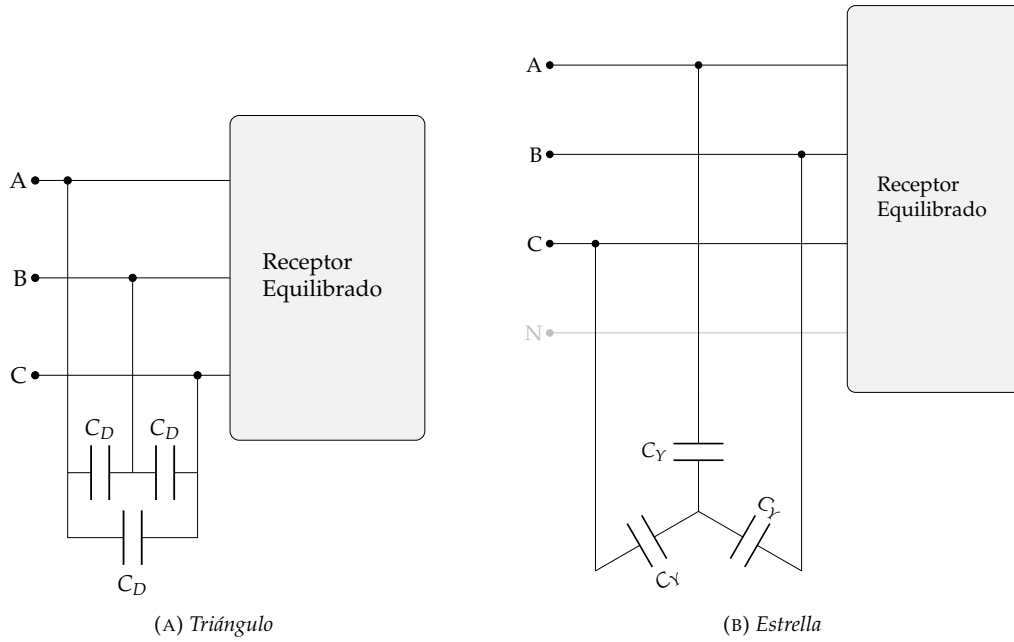 A
B
C
Receptor
Equilibrado
C_D
C_D
C_D
(A) Triángulo
A
B
C
N
Receptor
Equilibrado
C_Y
C_Y
C_Y
(B) Estrella